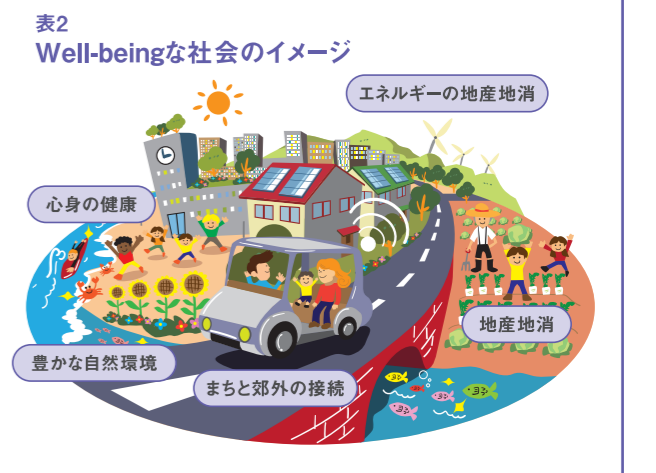 表2
Well-beingな社会のイメージ
エネルギーの地産地消
心身の健康
地産地消
豊かな自然環境
まちと郊外の接続